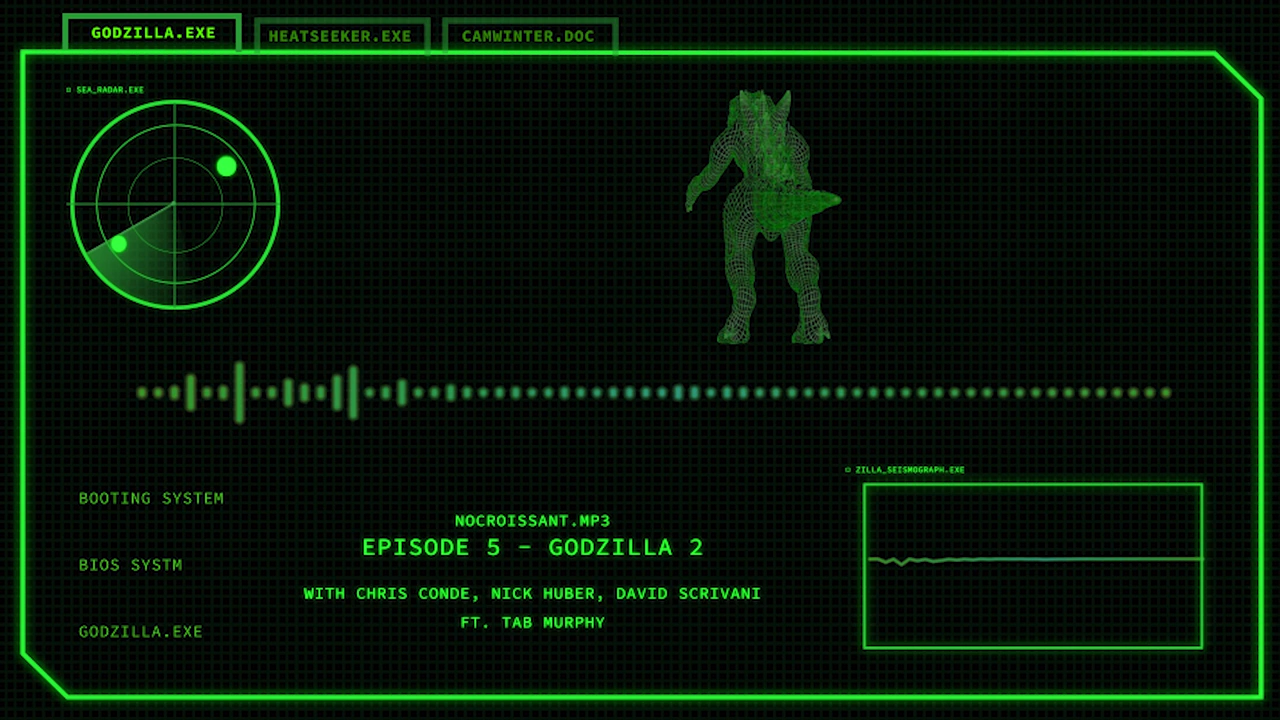 GODZILLA.EXE
HEATSEEKER.EXE
CAMWINTER.DOC
SEA_RADAR.EXE
ZILLA_SEISMOGRAPH.EXE
BOOTING SYSTEM
BIOS SYSTM
GODZILLA.EXE
NOCROISSANT.MP3
EPISODE 5 - GODZILLA 2
WITH CHRIS CONDE, NICK HUBER, DAVID SCRIVANI
FT. TAB MURPHY